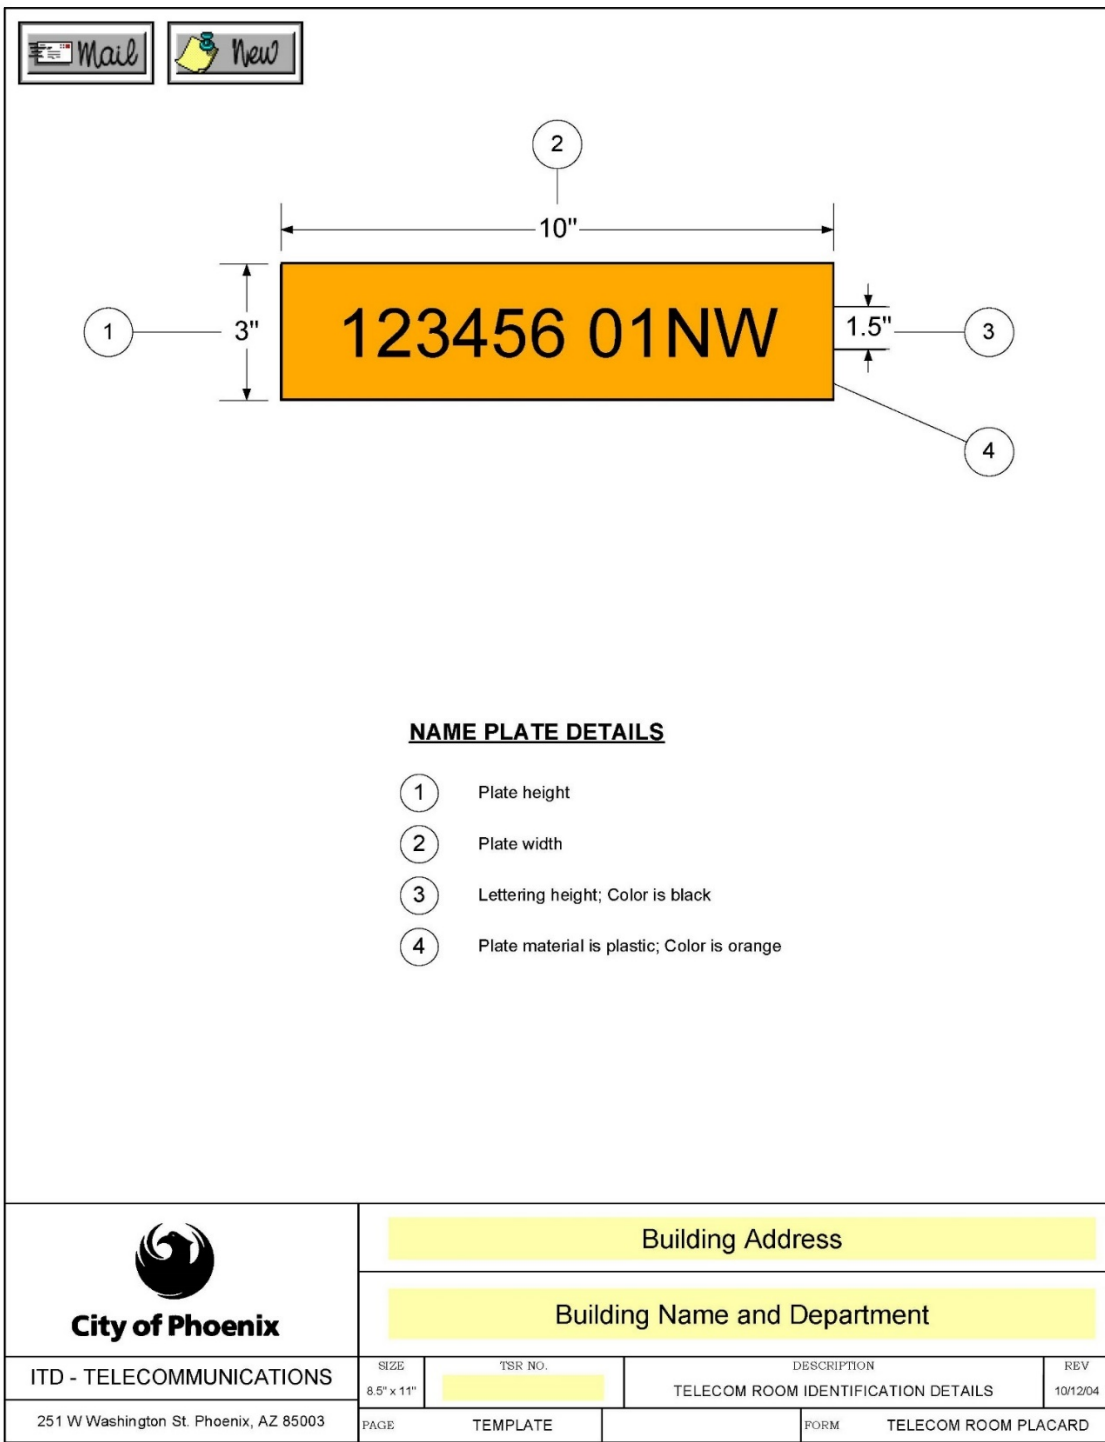 Mail New
2
10"
1 3" 123456 01NW 1.5" 3
4
NAME PLATE DETAILS
1 Plate height
2 Plate width
3 Lettering height; Color is black
4 Plate material is plastic; Color is orange
City of Phoenix
ITD - TELECOMMUNICATIONS
251 W Washington St. Phoenix, AZ 85003
Building Address
Building Name and Department
SIZE TSR NO. DESCRIPTION REV
8.5" x 11" TELECOM ROOM IDENTIFICATION DETAILS 10/12/04
PAGE TEMPLATE FORM TELECOM ROOM PLACARD